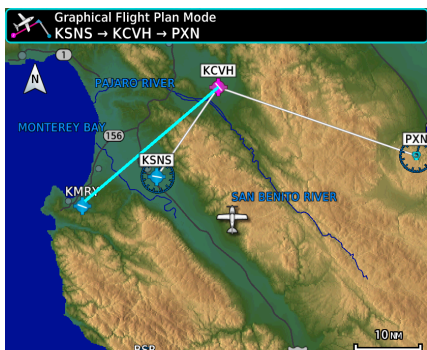 Graphical Flight Plan Mode
KSNS → KCVH → PXN
1
N
KCVH
PAJARO RIVER
MONTEREY BAY
156
PXN
KSNS
KMRY
SAN BENITO RIVER
BSR
10NM